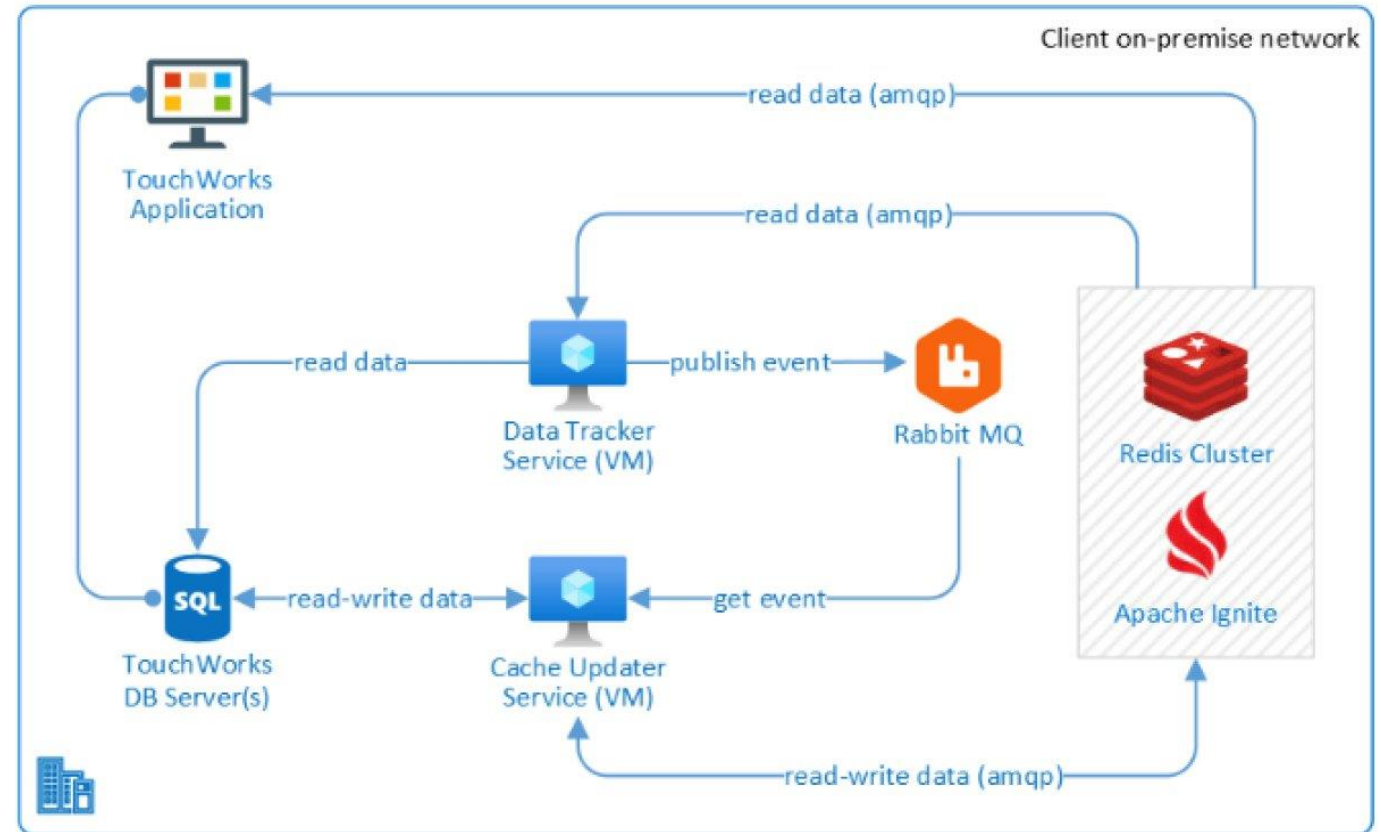 Client on-premise network
read data (amqp)
TouchWorks
Application
read data (amqp)
read data
publish event
Data Tracker
Service (VM)
Rabbit MQ
Redis Cluster
SQL
read-write data
get event
Apache Ignite
TouchWorks
DB Server(s)
Cache Updater
Service (VM)
read-write data (amqp)